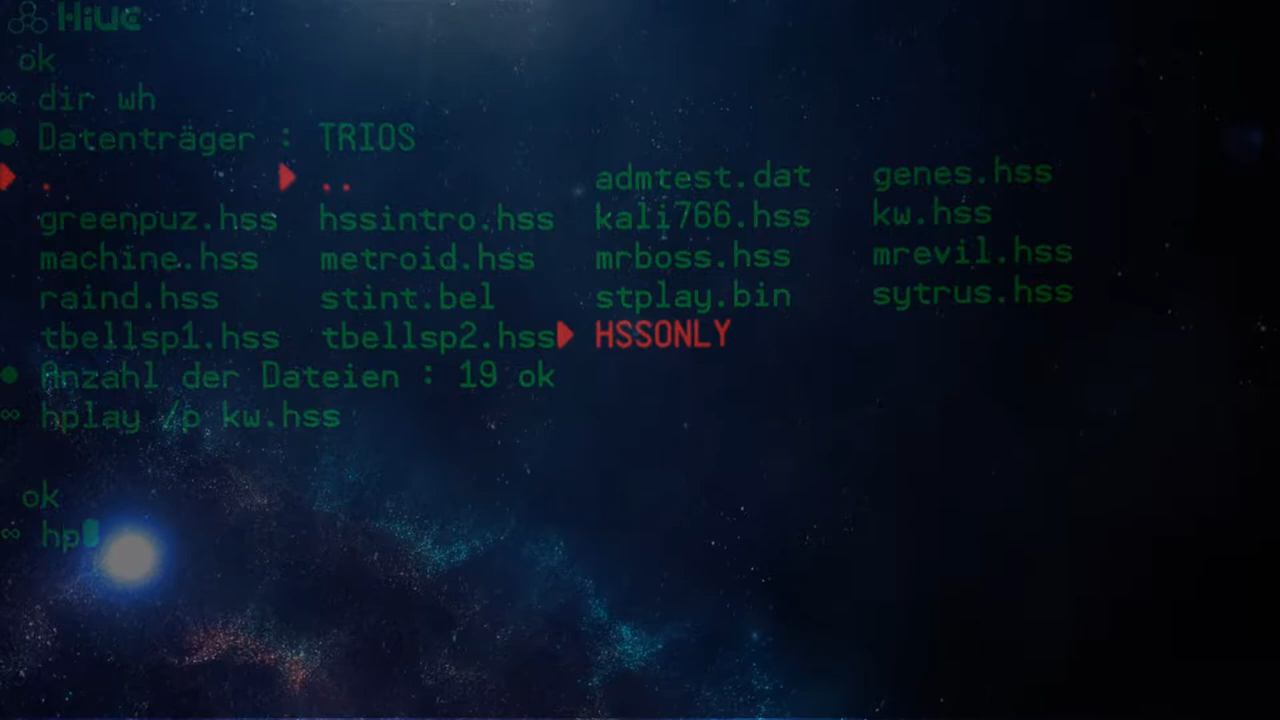 Hive
ok
∞ dir wh
● Datenträger : TRIOS
. .. admtest.dat genes.hss
greenpuz.hss hssintro.hss kali766.hss kw.hss
machine.hss metroid.hss mrboss.hss mrevil.hss
raind.hss stint.bel stplay.bin sytrus.hss
tbellsp1.hss tbellsp2.hss HSSONLY
● Anzahl der Dateien : 19 ok
∞ hplay /p kw.hss
ok
∞ hp